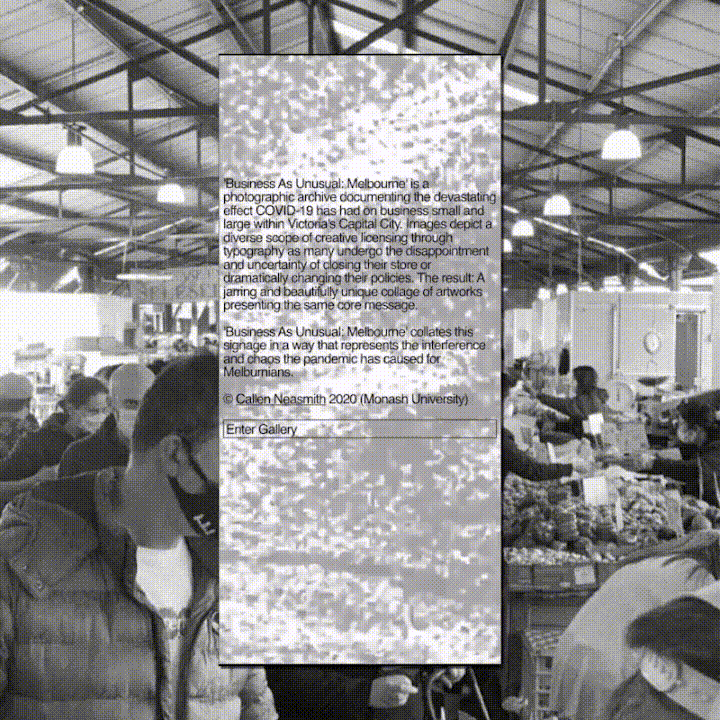 'Business As Unusual: Melbourne' is a
photographic archive documenting the devastating
effect COVID-19 has had on business small and
large within Victoria's Capital City. Images depict a
diverse scope of creative licensing through
typography as many undergo the disappointment
and uncertainty of closing their store or
dramatically changing their policies. The result: A
jarring and beautifully unique collage of artworks
presenting the same core message.
'Business As Unusual: Melbourne' collates this
signage in a way that represents the interference
and chaos the pandemic has caused for
Melburnians.
© Callen Neasmith 2020 (Monash University)
Enter Gallery